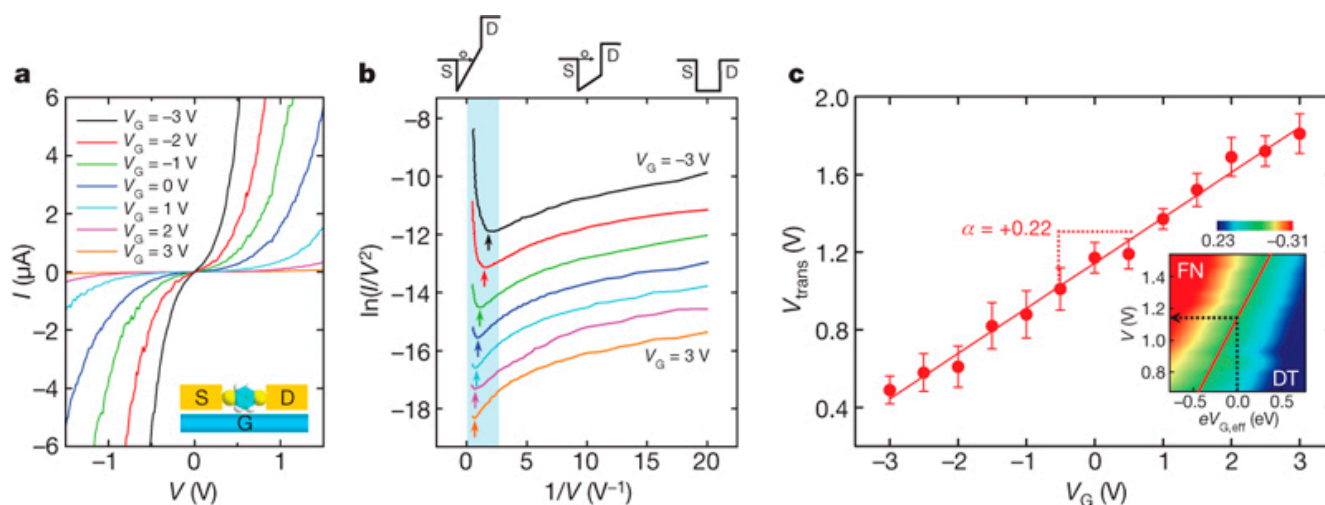 a
I (μA)
6
4
2
0
−2
−4
−6
V_G = −3 V
V_G = −2 V
V_G = −1 V
V_G = 0 V
V_G = 1 V
V_G = 2 V
V_G = 3 V
S
D
G
−1
0
1
V (V)
b
S
D
S
D
S
D
ln(I/V²)
−8
−10
−12
−14
−16
−18
V_G = −3 V
V_G = 3 V
0
5
10
15
20
1/V (V⁻¹)
c
V_trans (V)
2.0
1.6
1.2
0.8
0.4
α = +0.22
0.23
−0.31
FN
DT
V (V)
1.4
1.2
1.0
0.8
−0.5
0.0
0.5
eV_G,eff (eV)
−3
−2
−1
0
1
2
3
V_G (V)